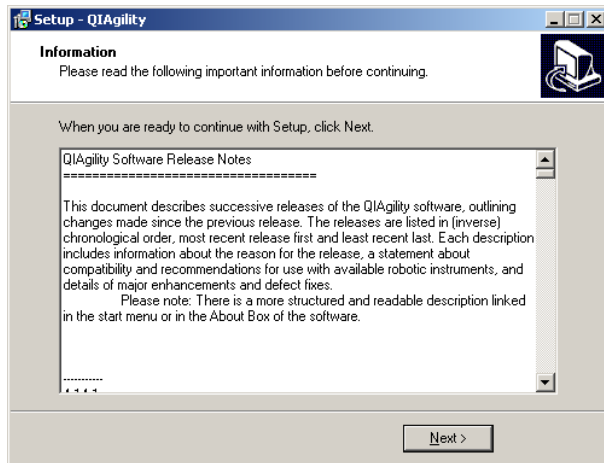 Setup - QIAgility
Information
Please read the following important information before continuing.
When you are ready to continue with Setup, click Next.
QIAgility Software Release Notes
===================================
This document describes successive releases of the QIAgility software, outlining
changes made since the previous release. The releases are listed in (inverse)
chronological order, most recent release first and least recent last. Each description
includes information about the reason for the release, a statement about
compatibility and recommendations for use with available robotic instruments, and
details of major enhancements and defect fixes.
Please note: There is a more structured and readable description linked
in the start menu or in the About Box of the software.
-----------
Next >